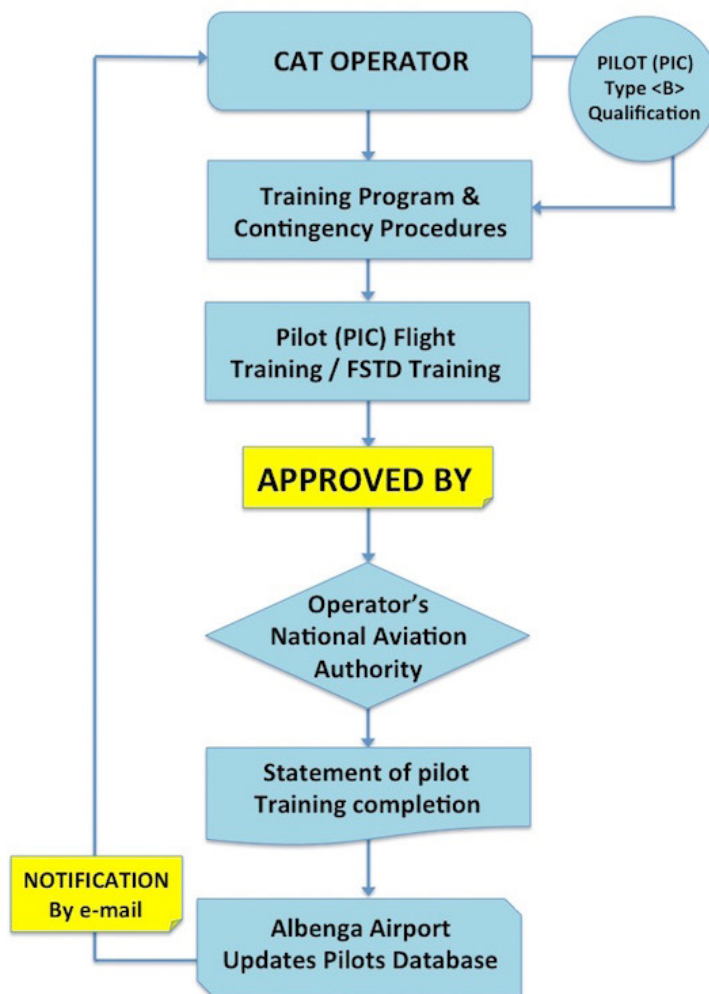 CAT OPERATOR
PILOT (PIC)
Type <B>
Qualification
Training Program &
Contingency Procedures
Pilot (PIC) Flight
Training / FSTD Training
APPROVED BY
Operator’s
National Aviation
Authority
Statement of pilot
Training completion
NOTIFICATION
By e-mail
Albenga Airport
Updates Pilots Database